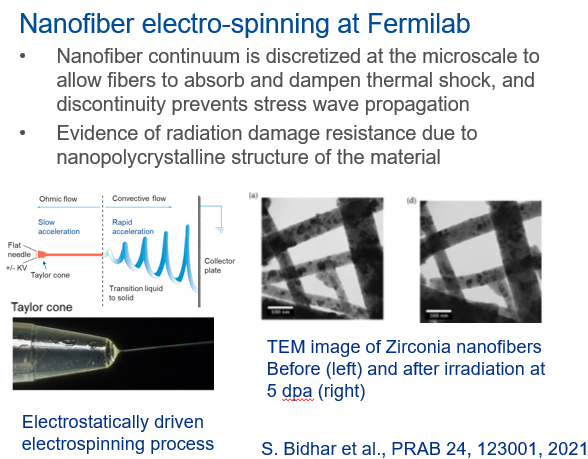 Nanofiber electro-spinning at Fermilab
• Nanofiber continuum is discretized at the microscale to
allow fibers to absorb and dampen thermal shock, and
discontinuity prevents stress wave propagation
• Evidence of radiation damage resistance due to
nanopolycrystalline structure of the material
Ohmic flow
Convective flow
Slow
acceleration
Rapid
acceleration
Flat
needle
+/- KV
Taylor cone
Transition liquid
to solid
Collector
plate
(a)
(d)
100 nm
100 nm
Taylor cone
TEM image of Zirconia nanofibers
Before (left) and after irradiation at
5 dpa (right)
Electrostatically driven
electrospinning process
S. Bidhar et al., PRAB 24, 123001, 2021